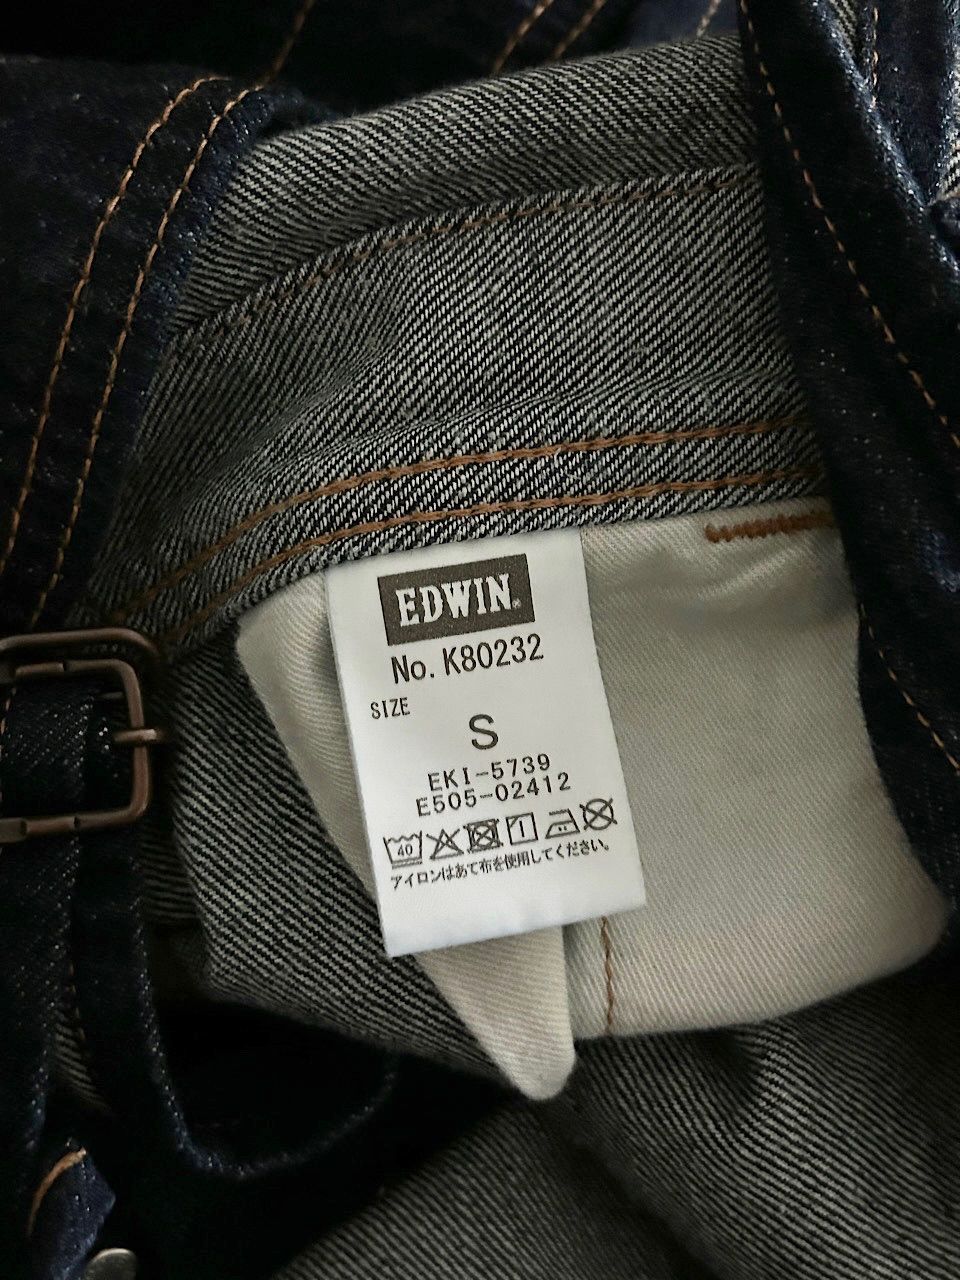 EDWIN.
No. K80232
SIZE
S
EKI-5739
E505-02412
40
アイロンはあて布を使用してください。